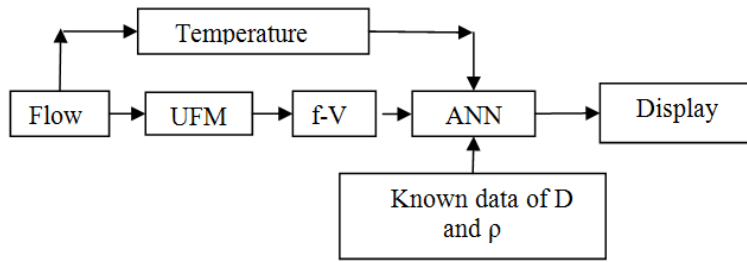 Temperature
Flow
UFM
f-V
ANN
Display
Known data of D
and ρ